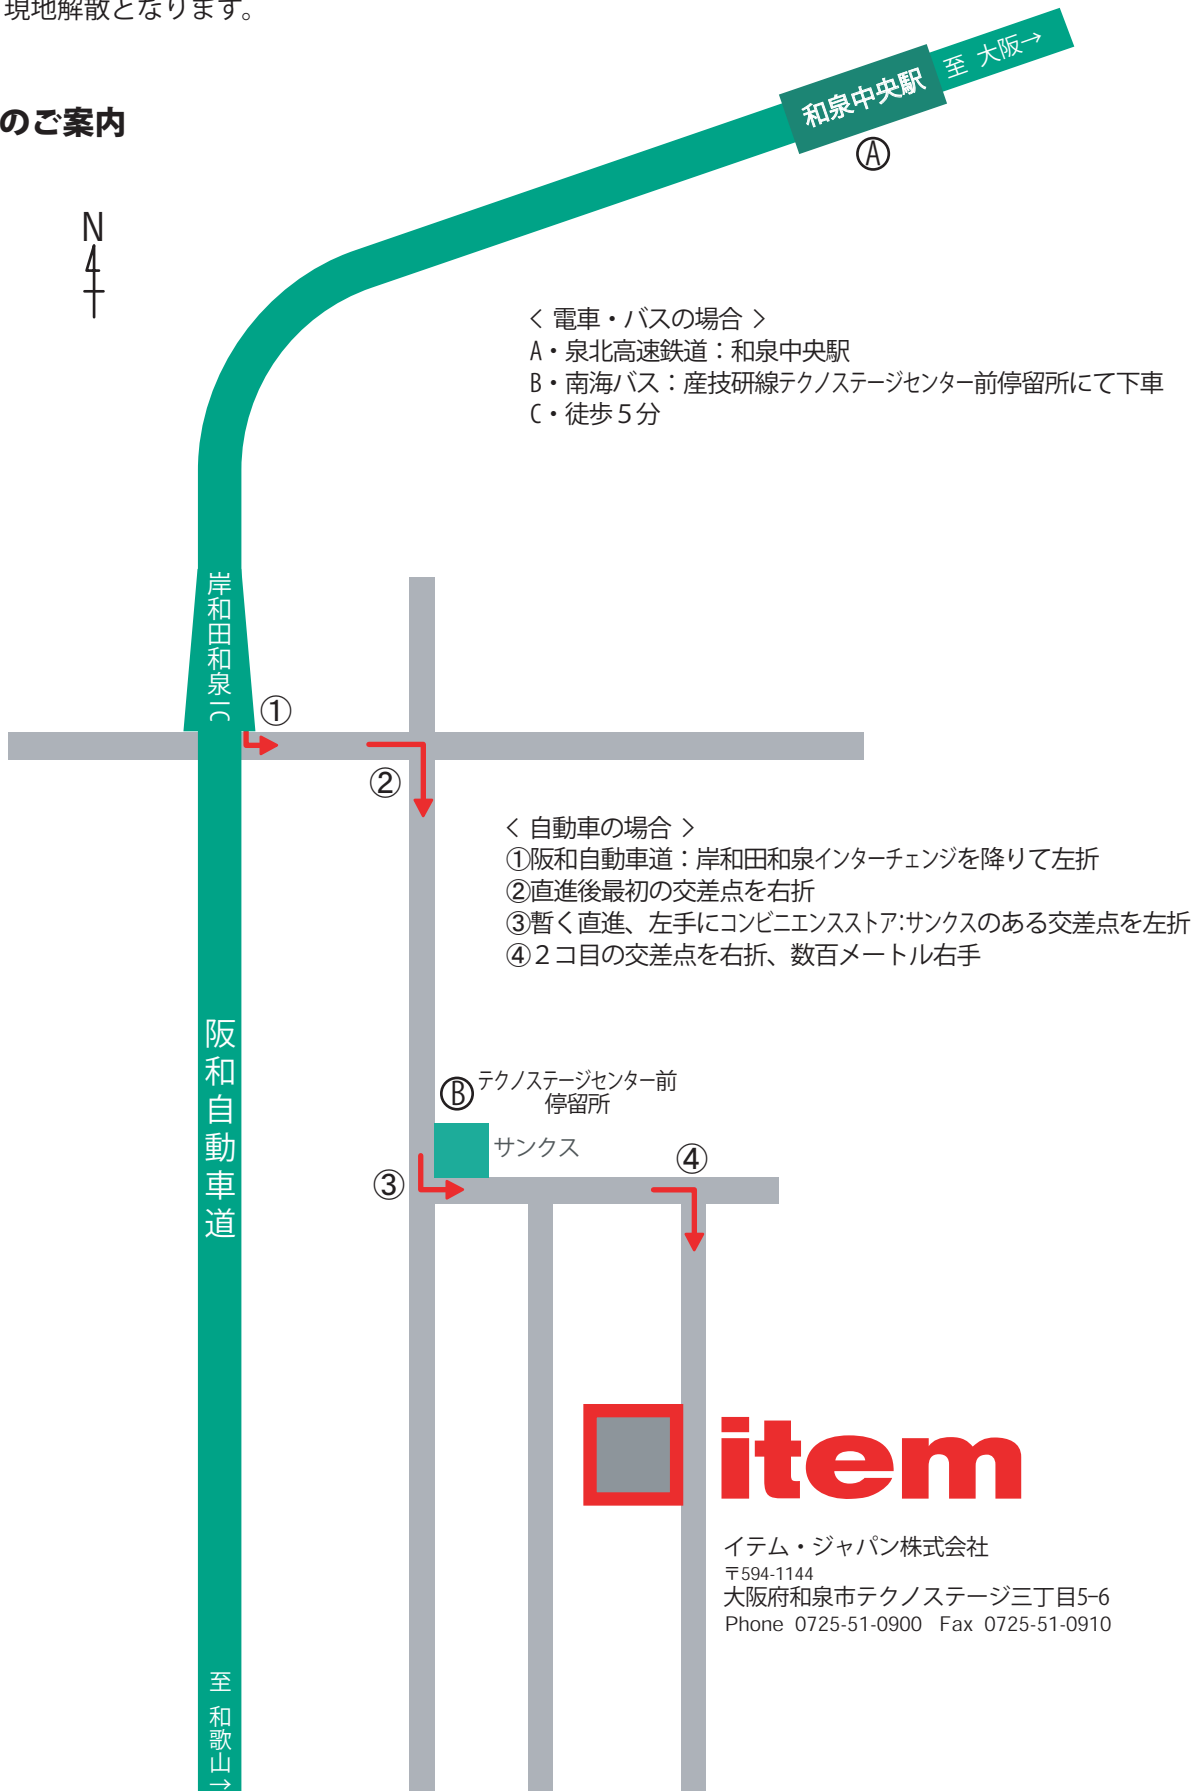 現地解散となります。
のご案内
至 大阪→
和泉中央駅
Ⓐ
N
< 電車・バスの場合 >
A・泉北高速鉄道：和泉中央駅
B・南海バス：産技研線テクノステージセンター前停留所にて下車
C・徒歩５分
岸和田和泉IC
①
②
< 自動車の場合 >
①阪和自動車道：岸和田和泉インターチェンジを降りて左折
②直進後最初の交差点を右折
③暫く直進、左手にコンビニエンスストア:サンクスのある交差点を左折
④２コ目の交差点を右折、数百メートル右手
阪和自動車道
Ⓑ テクノステージセンター前
停留所
サンクス
③
④
item
イテム・ジャパン株式会社
〒594-1144
大阪府和泉市テクノステージ三丁目5-6
Phone 0725-51-0900 Fax 0725-51-0910
至 和歌山→